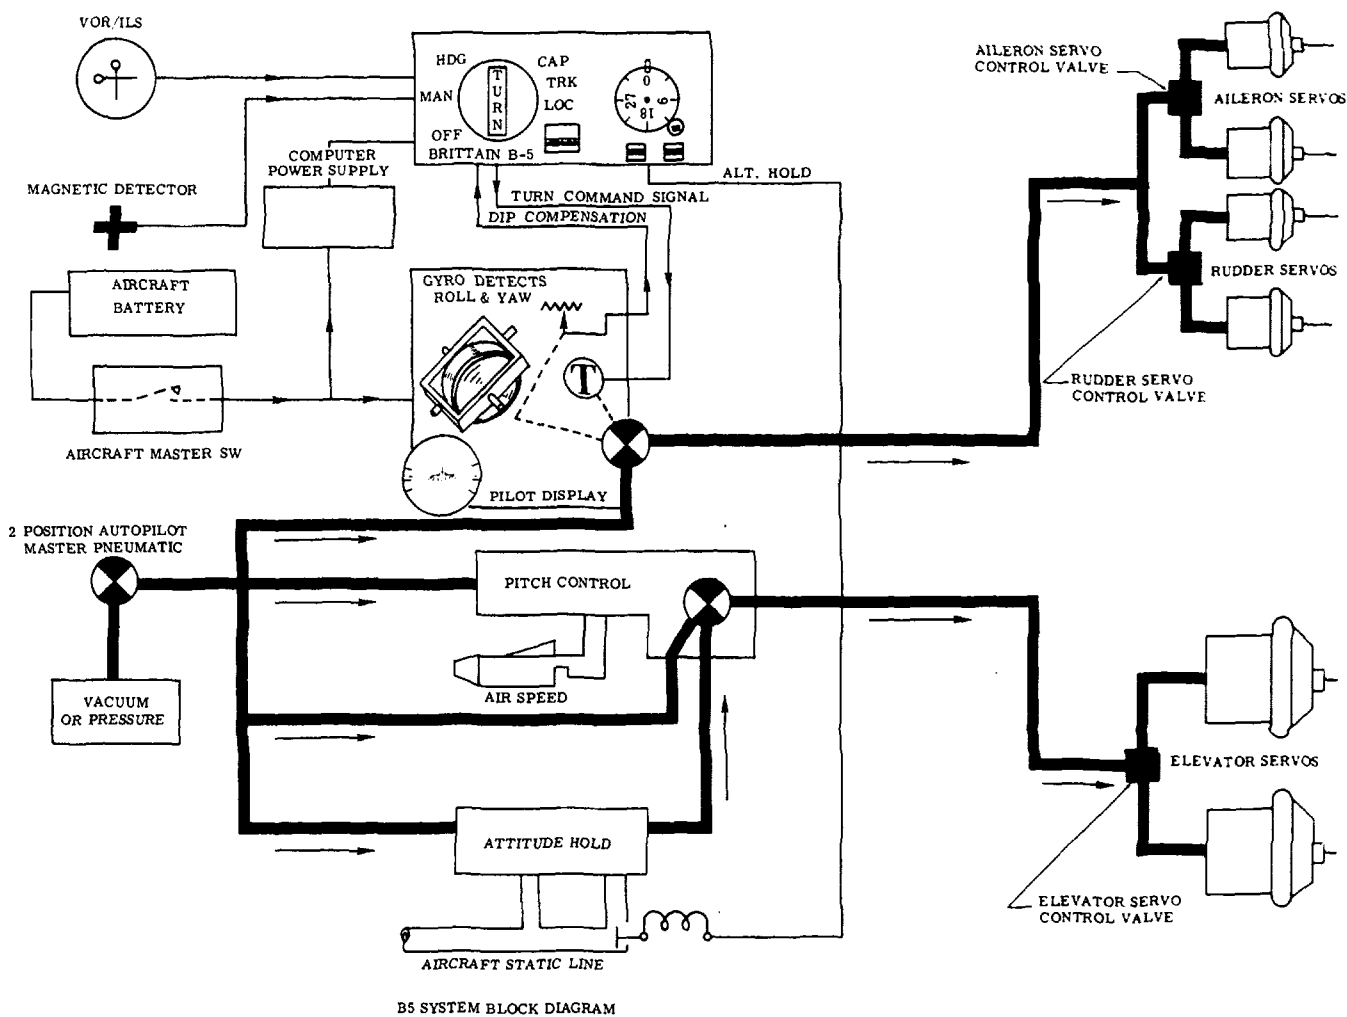 VOR/ILS
HDG
CAP
TRK
MAN
LOC
OFF
TURN
BRITTAIN B-5
0
27
9
18
AILERON SERVO
CONTROL VALVE
AILERON SERVOS
COMPUTER
POWER SUPPLY
ALT. HOLD
MAGNETIC DETECTOR
TURN COMMAND SIGNAL
DIP COMPENSATION
RUDDER SERVOS
AIRCRAFT
BATTERY
GYRO DETECTS
ROLL & YAW
T
RUDDER SERVO
CONTROL VALVE
AIRCRAFT MASTER SW
PILOT DISPLAY
2 POSITION AUTOPILOT
MASTER PNEUMATIC
PITCH CONTROL
AIR SPEED
VACUUM
OR PRESSURE
ELEVATOR SERVOS
ATTITUDE HOLD
ELEVATOR SERVO
CONTROL VALVE
AIRCRAFT STATIC LINE
B5 SYSTEM BLOCK DIAGRAM